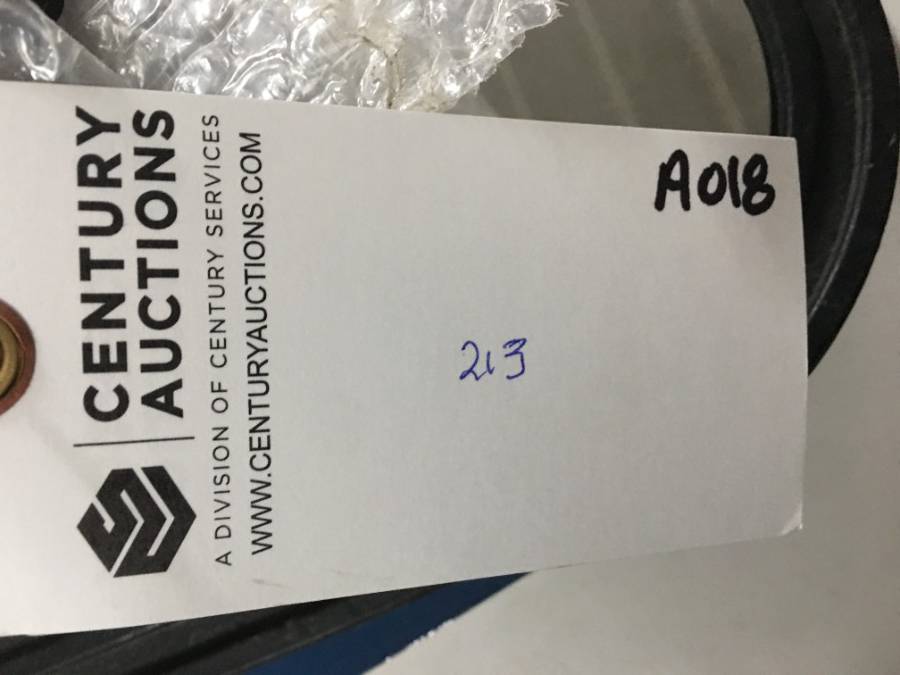 CENTURY
AUCTIONS
A DIVISION OF CENTURY SERVICES
WWW.CENTURYAUCTIONS.COM
A018
213